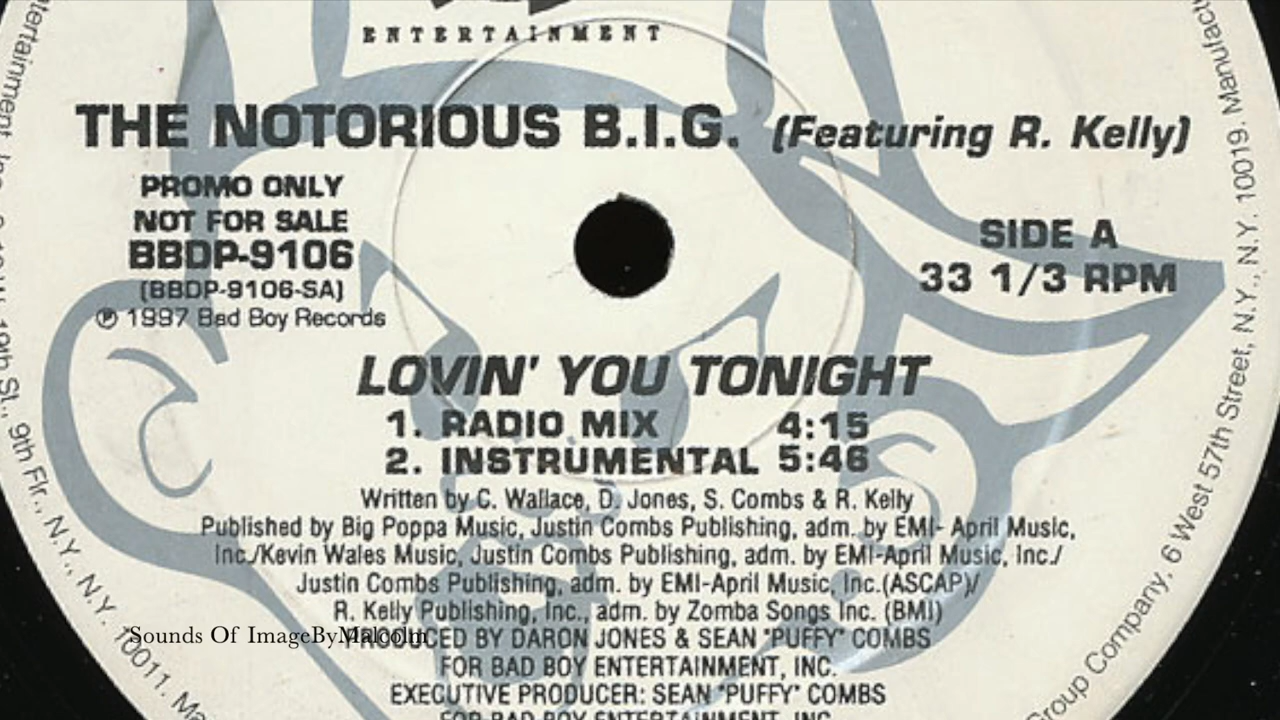 ENTERTAINMENT
THE NOTORIOUS B.I.G. (Featuring R. Kelly)
PROMO ONLY
NOT FOR SALE
BBDP-9106
(BBDP-9106-SA)
℗ 1997 Bad Boy Records
SIDE A
33 1/3 RPM
LOVIN' YOU TONIGHT
1. RADIO MIX 4:15
2. INSTRUMENTAL 5:46
Written by C. Wallace, D. Jones, S. Combs & R. Kelly
Published by Big Poppa Music, Justin Combs Publishing, adm. by EMI- April Music,
Inc./Kevin Wales Music, Justin Combs Publishing, adm. by EMI-April Music, Inc./
Justin Combs Publishing, adm. by EMI-April Music, Inc.(ASCAP)/
R. Kelly Publishing, Inc., adm. by Zomba Songs Inc. (BMI)
PRODUCED BY DARON JONES & SEAN "PUFFY" COMBS
FOR BAD BOY ENTERTAINMENT, INC.
EXECUTIVE PRODUCER: SEAN "PUFFY" COMBS
FOR BAD BOY ENTERTAINMENT, INC.
Sounds Of ImageByMalcolm
19th St., 9th Flr., N.Y., N.Y. 10011.
Group Company, 6 West 57th Street, N.Y., N.Y. 10019.